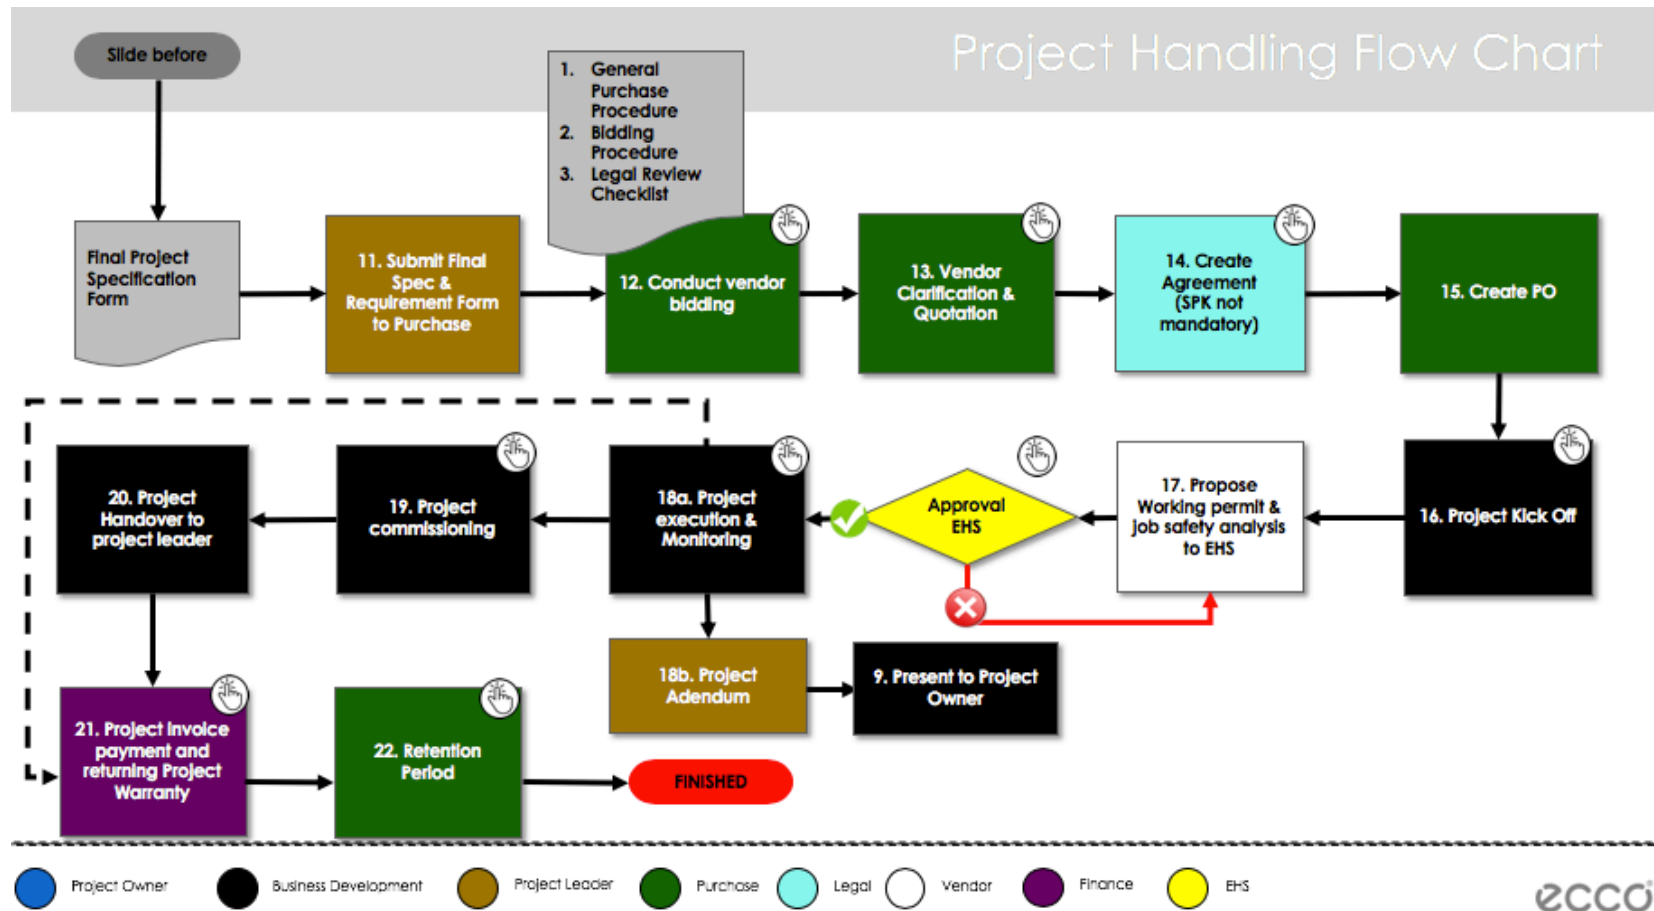 Slide before
Project Handling Flow Chart
1. General
Purchase
Procedure
2. Bidding
Procedure
3. Legal Review
Checklist
Final Project
Specification
Form
11. Submit Final
Spec &
Requirement Form
to Purchase
12. Conduct vendor
bidding
13. Vendor
Clarification &
Quotation
14. Create
Agreement
(SPK not
mandatory)
15. Create PO
20. Project
Handover to
project leader
19. Project
commissioning
18a. Project
execution &
Monitoring
Approval
EHS
17. Propose
Working permit &
job safety analysis
to EHS
16. Project Kick Off
18b. Project
Adendum
9. Present to Project
Owner
21. Project invoice
payment and
returning Project
Warranty
22. Retention
Period
FINISHED
Project Owner
Business Development
Project Leader
Purchase
Legal
Vendor
Finance
EHS
ecco